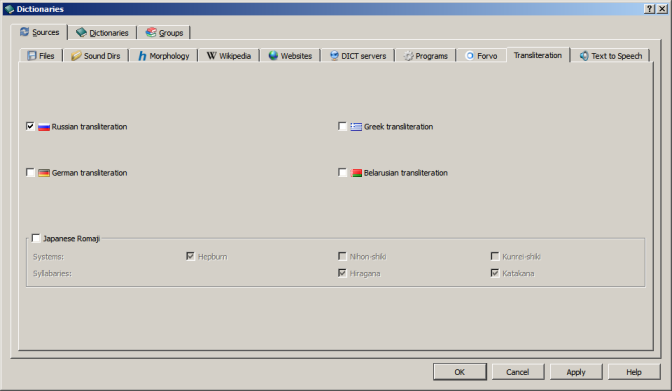 Dictionaries
Sources Dictionaries Groups
Files Sound Dirs Morphology Wikipedia Websites DICT servers Programs Forvo Transliteration Text to Speech
Russian transliteration Greek transliteration
German transliteration Belarusian transliteration
Japanese Romaji
Systems: Hepburn Nihon-shiki Kunrei-shiki
Syllabaries: Hiragana Katakana
OK Cancel Apply Help